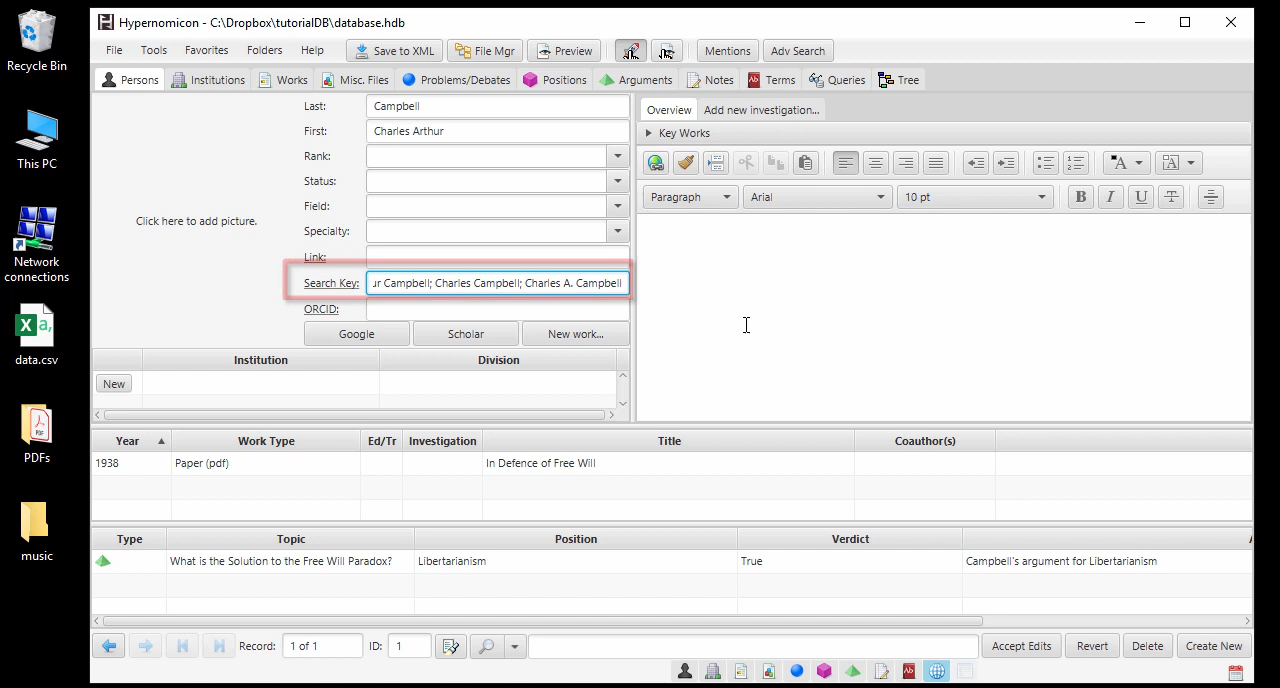 Recycle Bin
This PC
Network
connections
data.csv
PDFs
music
Hypernomicon - C:\Dropbox\tutorialDB\database.hdb
File Tools Favorites Folders Help Save to XML File Mgr Preview Mentions Adv Search
Persons Institutions Works Misc. Files Problems/Debates Positions Arguments Notes Terms Queries Tree
Last: Campbell
First: Charles Arthur
Rank:
Status:
Field:
Specialty:
Link:
Search Key: ur Campbell; Charles Campbell; Charles A. Campbell
ORCID:
Click here to add picture.
Google Scholar New work...
Institution Division
New
Overview Add new investigation...
Key Works
Paragraph Arial 10 pt B I U T
Year Work Type Ed/Tr Investigation Title Coauthor(s)
1938 Paper (pdf) In Defence of Free Will
Type Topic Position Verdict
What is the Solution to the Free Will Paradox? Libertarianism True Campbell's argument for Libertarianism
Record: 1 of 1 ID: 1 Accept Edits Revert Delete Create New